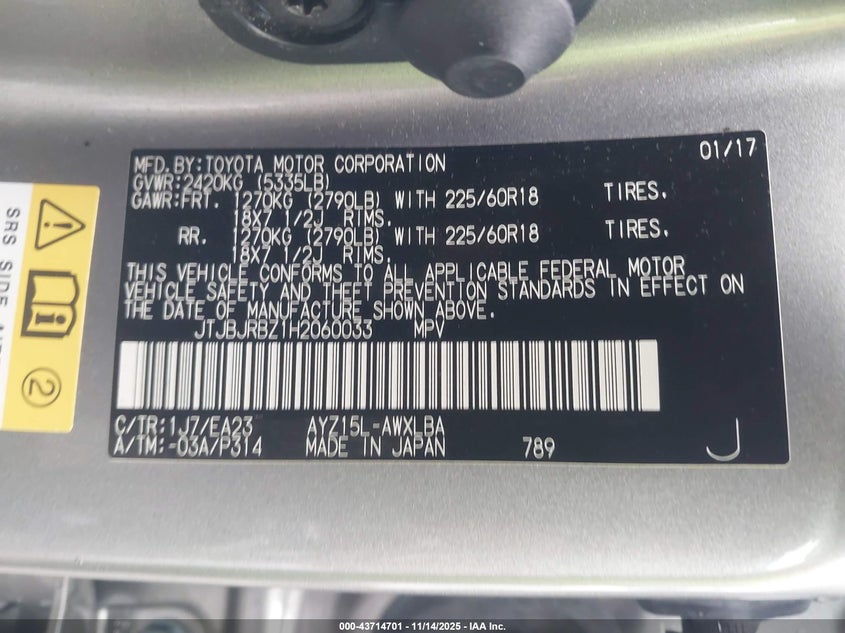 MFD.BY:TOYOTA MOTOR CORPORATION 01/17
GVWR:2420KG (5335LB)
GAWR:FRT. 1270KG (2790LB) WITH 225/60R18 TIRES.
18X7 1/2J RIMS.
RR. 1270KG (2790LB) WITH 225/60R18 TIRES.
18X7 1/2J RIMS.
THIS VEHICLE CONFORMS TO ALL APPLICABLE FEDERAL MOTOR
VEHICLE SAFETY AND THEFT PREVENTION STANDARDS IN EFFECT ON
THE DATE OF MANUFACTURE SHOWN ABOVE.
JTJBJRBZ1H2060033 MPV
C/TR:1J7/EA23 AYZ15L-AWXLBA
A/TM:-03A/P314 MADE IN JAPAN 789
J
SRS SIDE
2
000-43714701 - 11/14/2025 - IAA Inc.